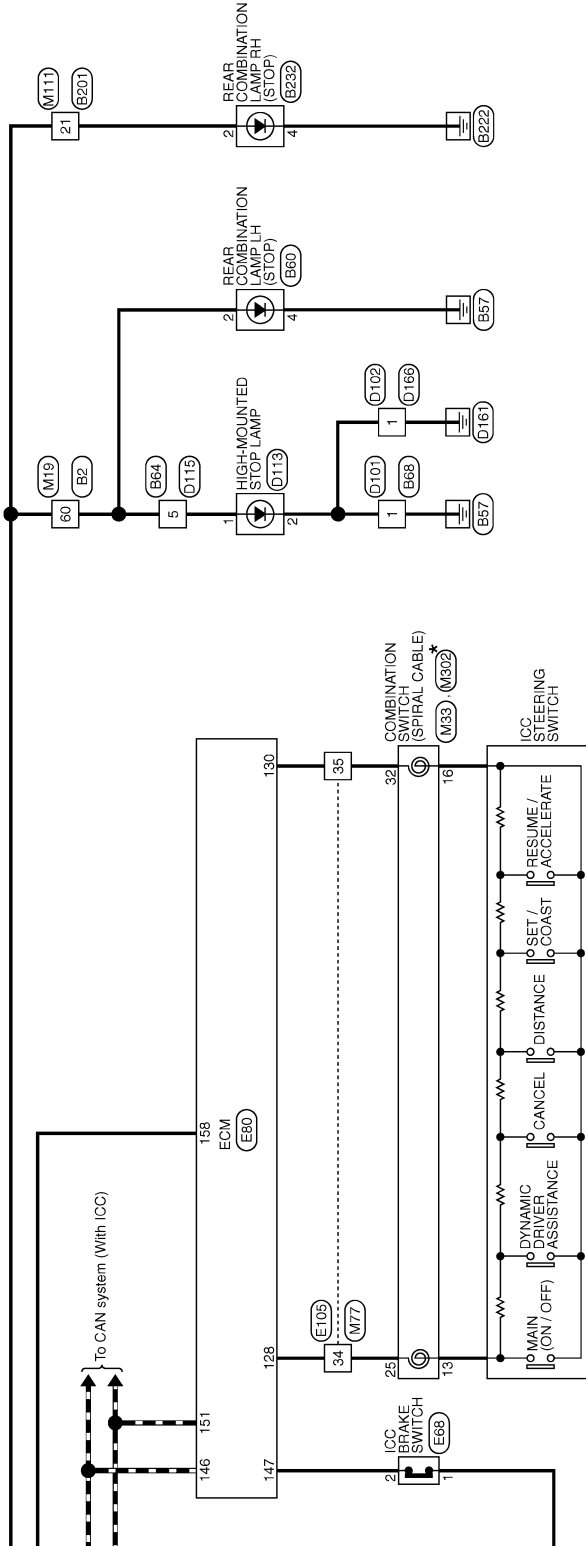 M111
B201
21
REAR
COMBINATION
LAMP RH
(STOP)
B232
2
4
B222
REAR
COMBINATION
LAMP LH
(STOP)
B60
2
4
B57
M19
B2
60
B64
D115
5
HIGH-MOUNTED
STOP LAMP
D113
1
2
D102
D166
1
D161
D101
B68
1
B57
COMBINATION
SWITCH
(SPIRAL CABLE)
M33 , M302
*
130
35
32
16
ICC
STEERING
SWITCH
RESUME /
ACCELERATE
SET /
COAST
DISTANCE
CANCEL
DYNAMIC
DRIVER
ASSISTANCE
MAIN
(ON / OFF)
158
ECM
E80
To CAN system (With ICC)
E105
M77
128
34
25
13
151
146
147
ICC
BRAKE
SWITCH
E68
2
1